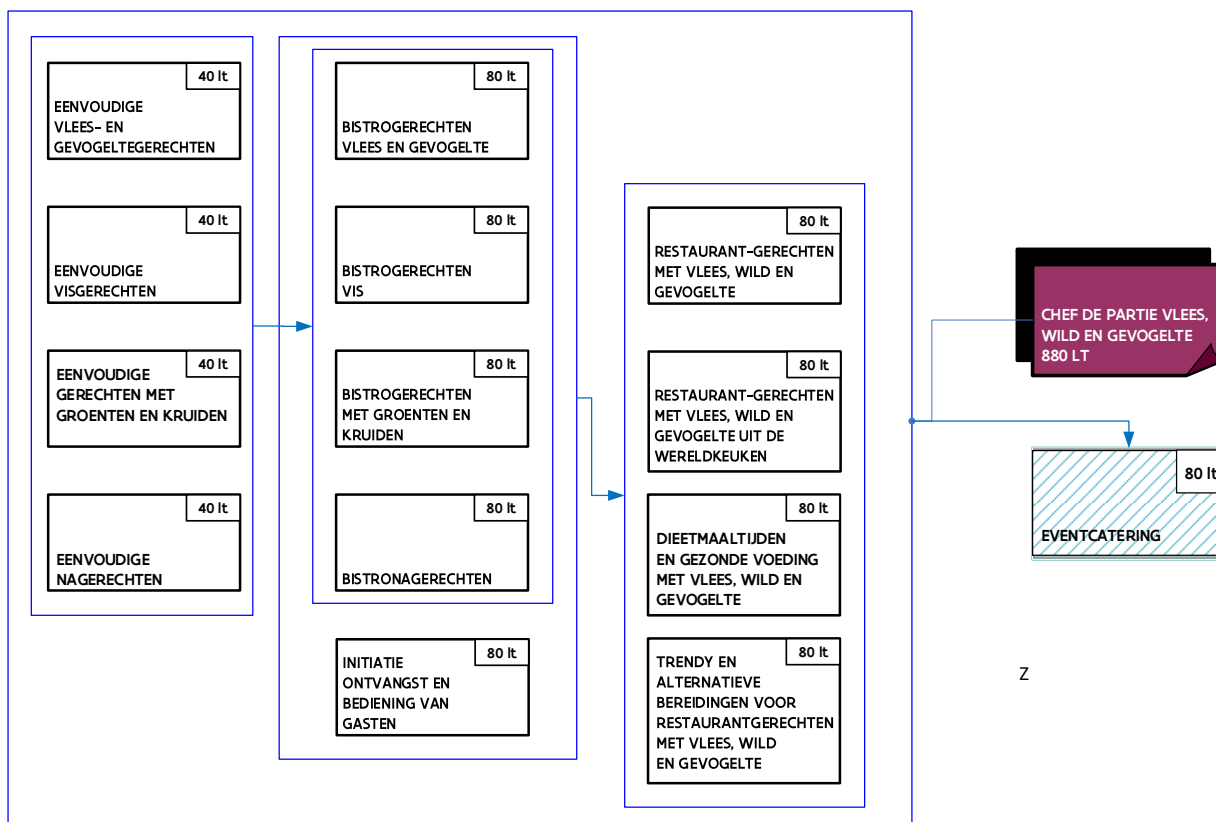 40 lt
EENVOUDIGE
VLEES- EN
GEVOGELTEGERECHTEN
40 lt
EENVOUDIGE
VISGERECHTEN
40 lt
EENVOUDIGE
GERECHTEN MET
GROENTEN EN KRUIDEN
40 lt
EENVOUDIGE
NAGERECHTEN
80 lt
BISTROGERECHTEN
VLEES EN GEVOGELTE
80 lt
BISTROGERECHTEN
VIS
80 lt
BISTROGERECHTEN
MET GROENTEN EN
KRUIDEN
80 lt
BISTRONAGERECHTEN
80 lt
INITIATIE
ONTVANGST EN
BEDIENING VAN
GASTEN
80 lt
RESTAURANT-GERECHTEN
MET VLEES, WILD EN
GEVOGELTE
80 lt
RESTAURANT-GERECHTEN
MET VLEES, WILD EN
GEVOGELTE UIT DE
WERELDKEUKEN
80 lt
DIEETMAALTIJDEN
EN GEZONDE VOEDING
MET VLEES, WILD EN
GEVOGELTE
80 lt
TRENDY EN
ALTERNATIEVE
BEREIDINGEN VOOR
RESTAURANTGERECHTEN
MET VLEES, WILD
EN GEVOGELTE
CHEF DE PARTIE VLEES,
WILD EN GEVOGELTE
880 LT
80 lt
EVENTCATERING
Z